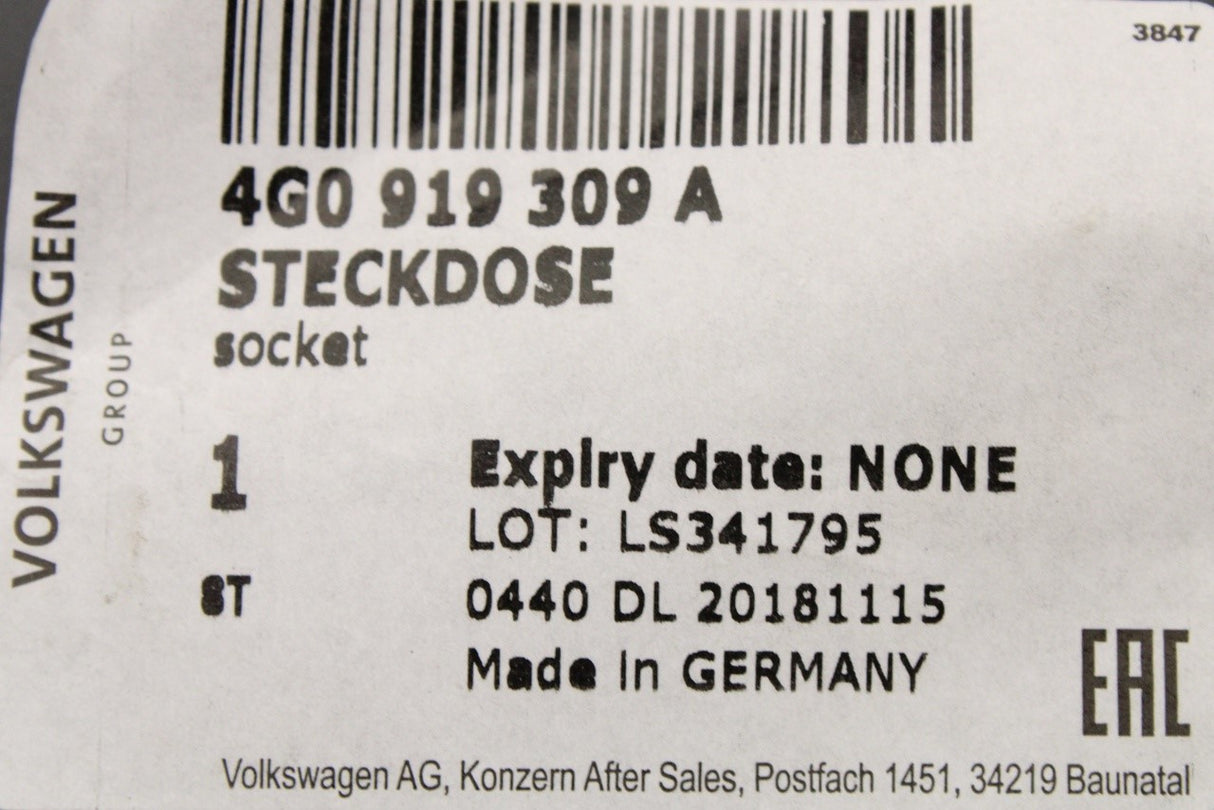 3847
4G0 919 309 A
STECKDOSE
socket
1
Expiry date: NONE
LOT: LS341795
ST
0440 DL 20181115
Made in GERMANY
EAC
Volkswagen AG, Konzern After Sales, Postfach 1451, 34219 Baunatal
VOLKSWAGEN
GROUP